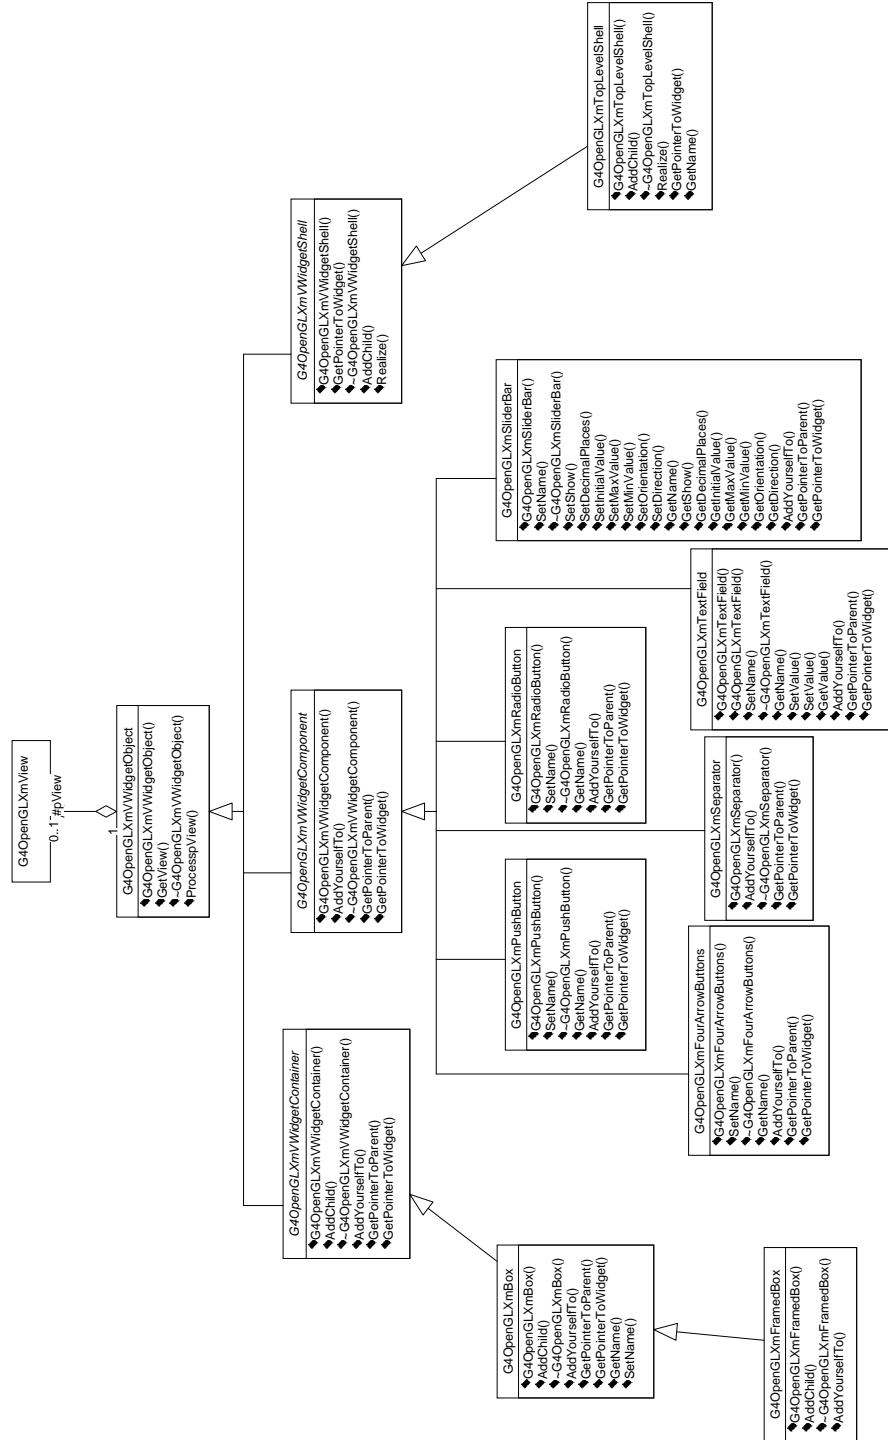 G4OpenGLXmView
0..1
-#pView
1
G4OpenGLXmVWidgetObject
G4OpenGLXmVWidgetObject()
GetView()
~G4OpenGLXmVWidgetObject()
ProcesspView()
G4OpenGLXmVWidgetContainer
G4OpenGLXmVWidgetContainer()
AddChild()
~G4OpenGLXmVWidgetContainer()
AddYourselfTo()
GetPointerToParent()
GetPointerToWidget()
G4OpenGLXmVWidgetComponent
G4OpenGLXmVWidgetComponent()
AddYourselfTo()
~G4OpenGLXmVWidgetComponent()
GetPointerToParent()
GetPointerToWidget()
G4OpenGLXmVWidgetShell
G4OpenGLXmVWidgetShell()
GetPointerToWidget()
~G4OpenGLXmVWidgetShell()
AddChild()
Realize()
G4OpenGLXmBox
G4OpenGLXmBox()
AddChild()
~G4OpenGLXmBox()
AddYourselfTo()
GetPointerToParent()
GetPointerToWidget()
GetName()
SetName()
G4OpenGLXmPushButton
G4OpenGLXmPushButton()
SetName()
~G4OpenGLXmPushButton()
GetName()
AddYourselfTo()
GetPointerToParent()
GetPointerToWidget()
G4OpenGLXmRadioButton
G4OpenGLXmRadioButton()
SetName()
~G4OpenGLXmRadioButton()
GetName()
AddYourselfTo()
GetPointerToParent()
GetPointerToWidget()
G4OpenGLXmSliderBar
G4OpenGLXmSliderBar()
SetName()
~G4OpenGLXmSliderBar()
SetShow()
SetDecimalPlaces()
SetInitialValue()
SetMaxValue()
SetMinValue()
SetOrientation()
SetDirection()
GetName()
GetShow()
GetDecimalPlaces()
GetInitialValue()
GetMaxValue()
GetMinValue()
GetOrientation()
GetDirection()
AddYourselfTo()
GetPointerToParent()
GetPointerToWidget()
G4OpenGLXmTopLevelShell
G4OpenGLXmTopLevelShell()
AddChild()
~G4OpenGLXmTopLevelShell()
Realize()
GetPointerToWidget()
GetName()
G4OpenGLXmFourArrowButtons
G4OpenGLXmFourArrowButtons()
SetName()
~G4OpenGLXmFourArrowButtons()
GetName()
AddYourselfTo()
GetPointerToParent()
GetPointerToWidget()
G4OpenGLXmSeparator
G4OpenGLXmSeparator()
AddYourselfTo()
~G4OpenGLXmSeparator()
GetPointerToParent()
GetPointerToWidget()
G4OpenGLXmTextField
G4OpenGLXmTextField()
G4OpenGLXmTextField()
SetName()
~G4OpenGLXmTextField()
GetName()
SetValue()
SetValue()
GetValue()
AddYourselfTo()
GetPointerToParent()
GetPointerToWidget()
G4OpenGLXmFramedBox
G4OpenGLXmFramedBox()
AddChild()
~G4OpenGLXmFramedBox()
AddYourselfTo()